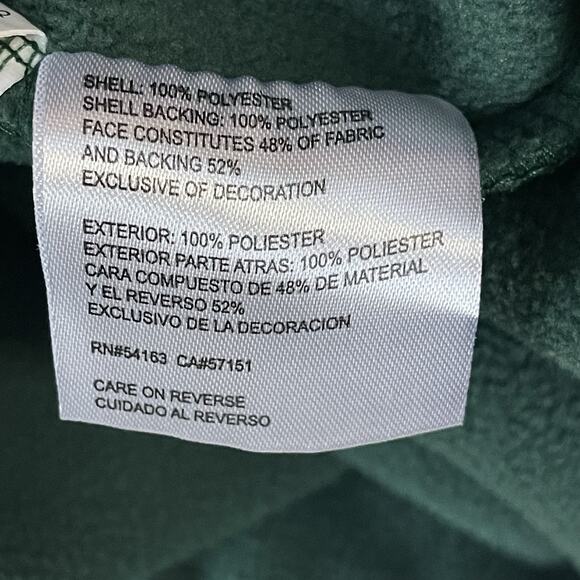 SHELL: 100% POLYESTER
SHELL BACKING: 100% POLYESTER
FACE CONSTITUTES 48% OF FABRIC
AND BACKING 52%
EXCLUSIVE OF DECORATION
EXTERIOR: 100% POLIESTER
EXTERIOR PARTE ATRAS: 100% POLIESTER
CARA COMPUESTO DE 48% DE MATERIAL
Y EL REVERSO 52%
EXCLUSIVO DE LA DECORACION
RN#54163 CA#57151
CARE ON REVERSE
CUIDADO AL REVERSO